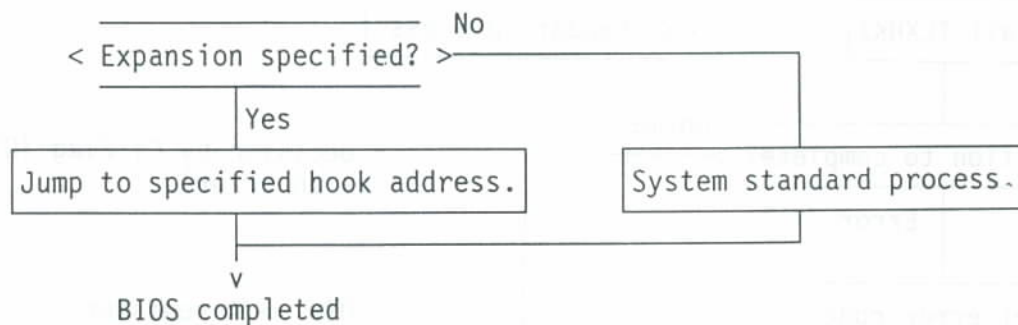 No
< Expansion specified? >
Yes
Jump to specified hook address.
System standard process.
BIOS completed